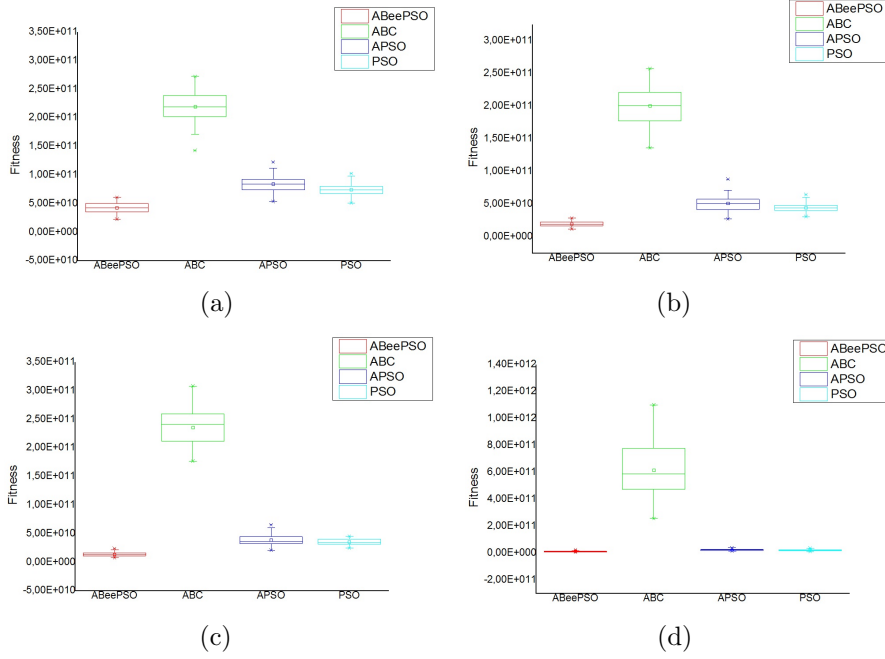 ABeePSO
ABC
APSO
PSO
3,50E+011
3,00E+011
2,50E+011
2,00E+011
1,50E+011
1,00E+011
5,00E+010
0,00E+000
-5,00E+010
Fitness
ABeePSO ABC APSO PSO
(a)
ABeePSO
ABC
APSO
PSO
3,00E+011
2,50E+011
2,00E+011
1,50E+011
1,00E+011
5,00E+010
0,00E+000
Fitness
ABeePSO ABC APSO PSO
(b)
ABeePSO
ABC
APSO
PSO
3,50E+011
3,00E+011
2,50E+011
2,00E+011
1,50E+011
1,00E+011
5,00E+010
0,00E+000
-5,00E+010
Fitness
ABeePSO ABC APSO PSO
(c)
ABeePSO
ABC
APSO
PSO
1,40E+012
1,20E+012
1,00E+012
8,00E+011
6,00E+011
4,00E+011
2,00E+011
0,00E+000
-2,00E+011
Fitness
ABeePSO ABC APSO PSO
(d)